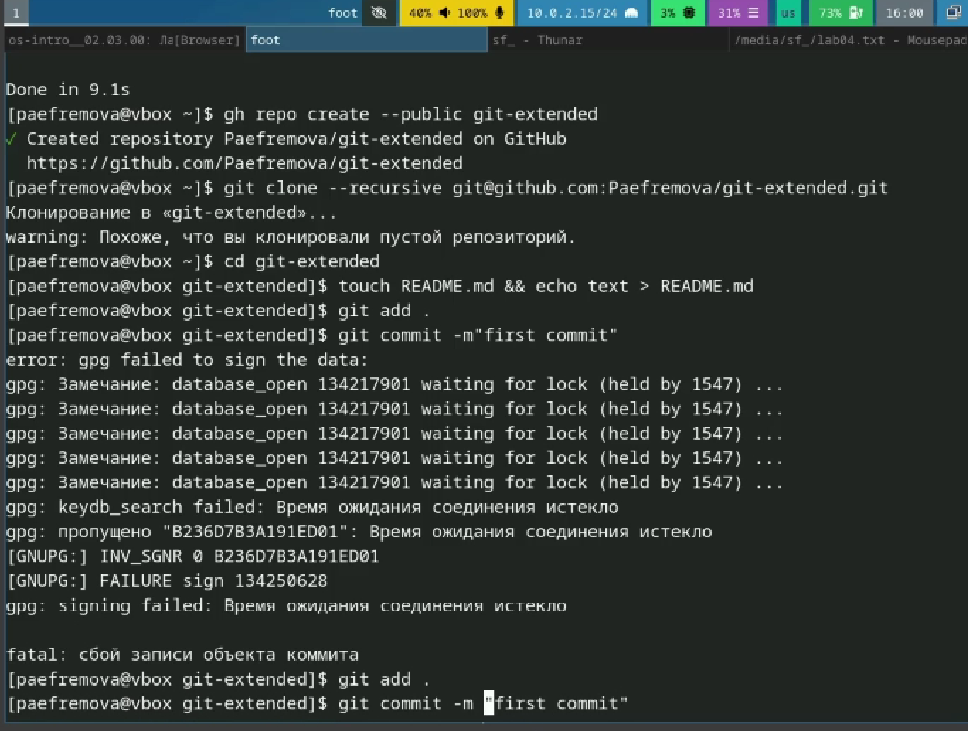 1 foot 40% 100% 10.0.2.15/24 3% 31% us 73% 16:00
os-intro__02.03.00: Ла[Browser] foot sf_ - Thunar /media/sf_/lab04.txt - Mousepad
Done in 9.1s
[paefremova@vbox ~]$ gh repo create --public git-extended
✓ Created repository Paefremova/git-extended on GitHub
https://github.com/Paefremova/git-extended
[paefremova@vbox ~]$ git clone --recursive git@github.com:Paefremova/git-extended.git
Клонирование в «git-extended»...
warning: Похоже, что вы клонировали пустой репозиторий.
[paefremova@vbox ~]$ cd git-extended
[paefremova@vbox git-extended]$ touch README.md && echo text > README.md
[paefremova@vbox git-extended]$ git add .
[paefremova@vbox git-extended]$ git commit -m"first commit"
error: gpg failed to sign the data:
gpg: Замечание: database_open 134217901 waiting for lock (held by 1547) ...
gpg: Замечание: database_open 134217901 waiting for lock (held by 1547) ...
gpg: Замечание: database_open 134217901 waiting for lock (held by 1547) ...
gpg: Замечание: database_open 134217901 waiting for lock (held by 1547) ...
gpg: Замечание: database_open 134217901 waiting for lock (held by 1547) ...
gpg: keydb_search failed: Время ожидания соединения истекло
gpg: пропущено "B236D7B3A191ED01": Время ожидания соединения истекло
[GNUPG:] INV_SGNR 0 B236D7B3A191ED01
[GNUPG:] FAILURE sign 134250628
gpg: signing failed: Время ожидания соединения истекло
fatal: сбой записи объекта коммита
[paefremova@vbox git-extended]$ git add .
[paefremova@vbox git-extended]$ git commit -m "first commit"